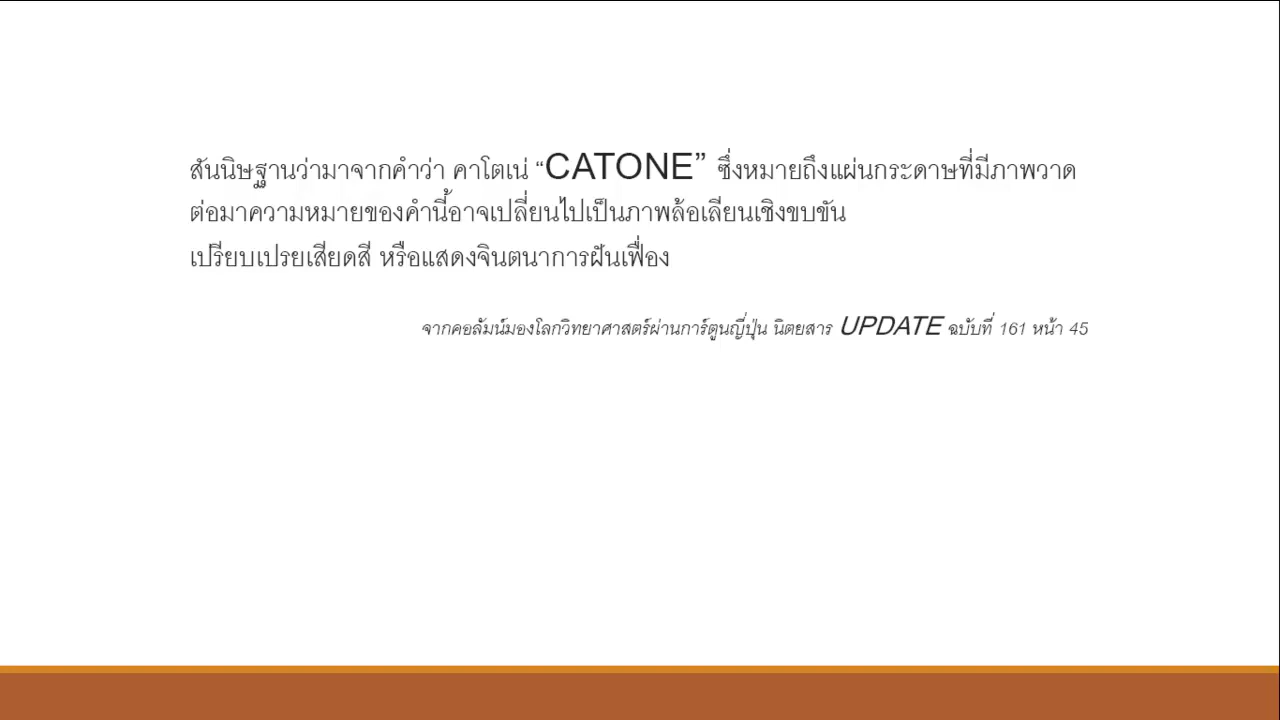 สันนิษฐานว่ามาจากคำว่า คาโตเน่ “CATONE” ซึ่งหมายถึงแผ่นกระดาษที่มีภาพวาด
ต่อมาความหมายของคำนี้อาจเปลี่ยนไปเป็นภาพล้อเลียนเชิงขบขัน
เปรียบเปรยเสียดสี หรือแสดงจินตนาการฝันเฟื่อง
จากคอลัมน์มองโลกวิทยาศาสตร์ผ่านการ์ตูนญี่ปุ่น นิตยสาร UPDATE ฉบับที่ 161 หน้า 45